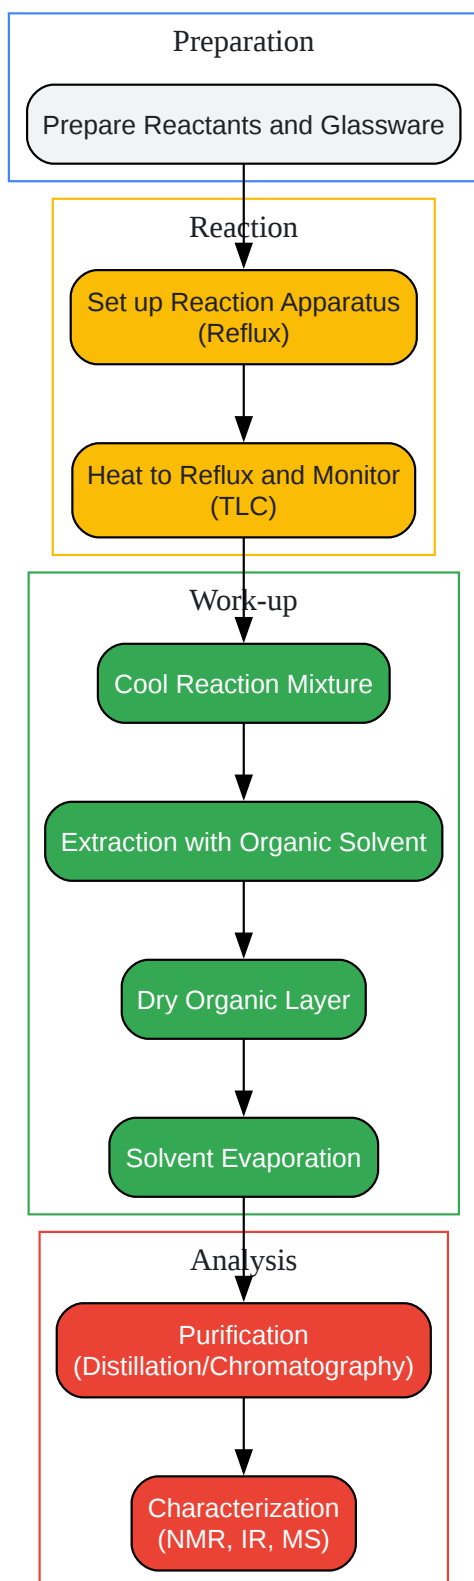 Preparation
Prepare Reactants and Glassware
Reaction
Set up Reaction Apparatus
(Reflux)
Heat to Reflux and Monitor
(TLC)
Work-up
Cool Reaction Mixture
Extraction with Organic Solvent
Dry Organic Layer
Solvent Evaporation
Analysis
Purification
(Distillation/Chromatography)
Characterization
(NMR, IR, MS)